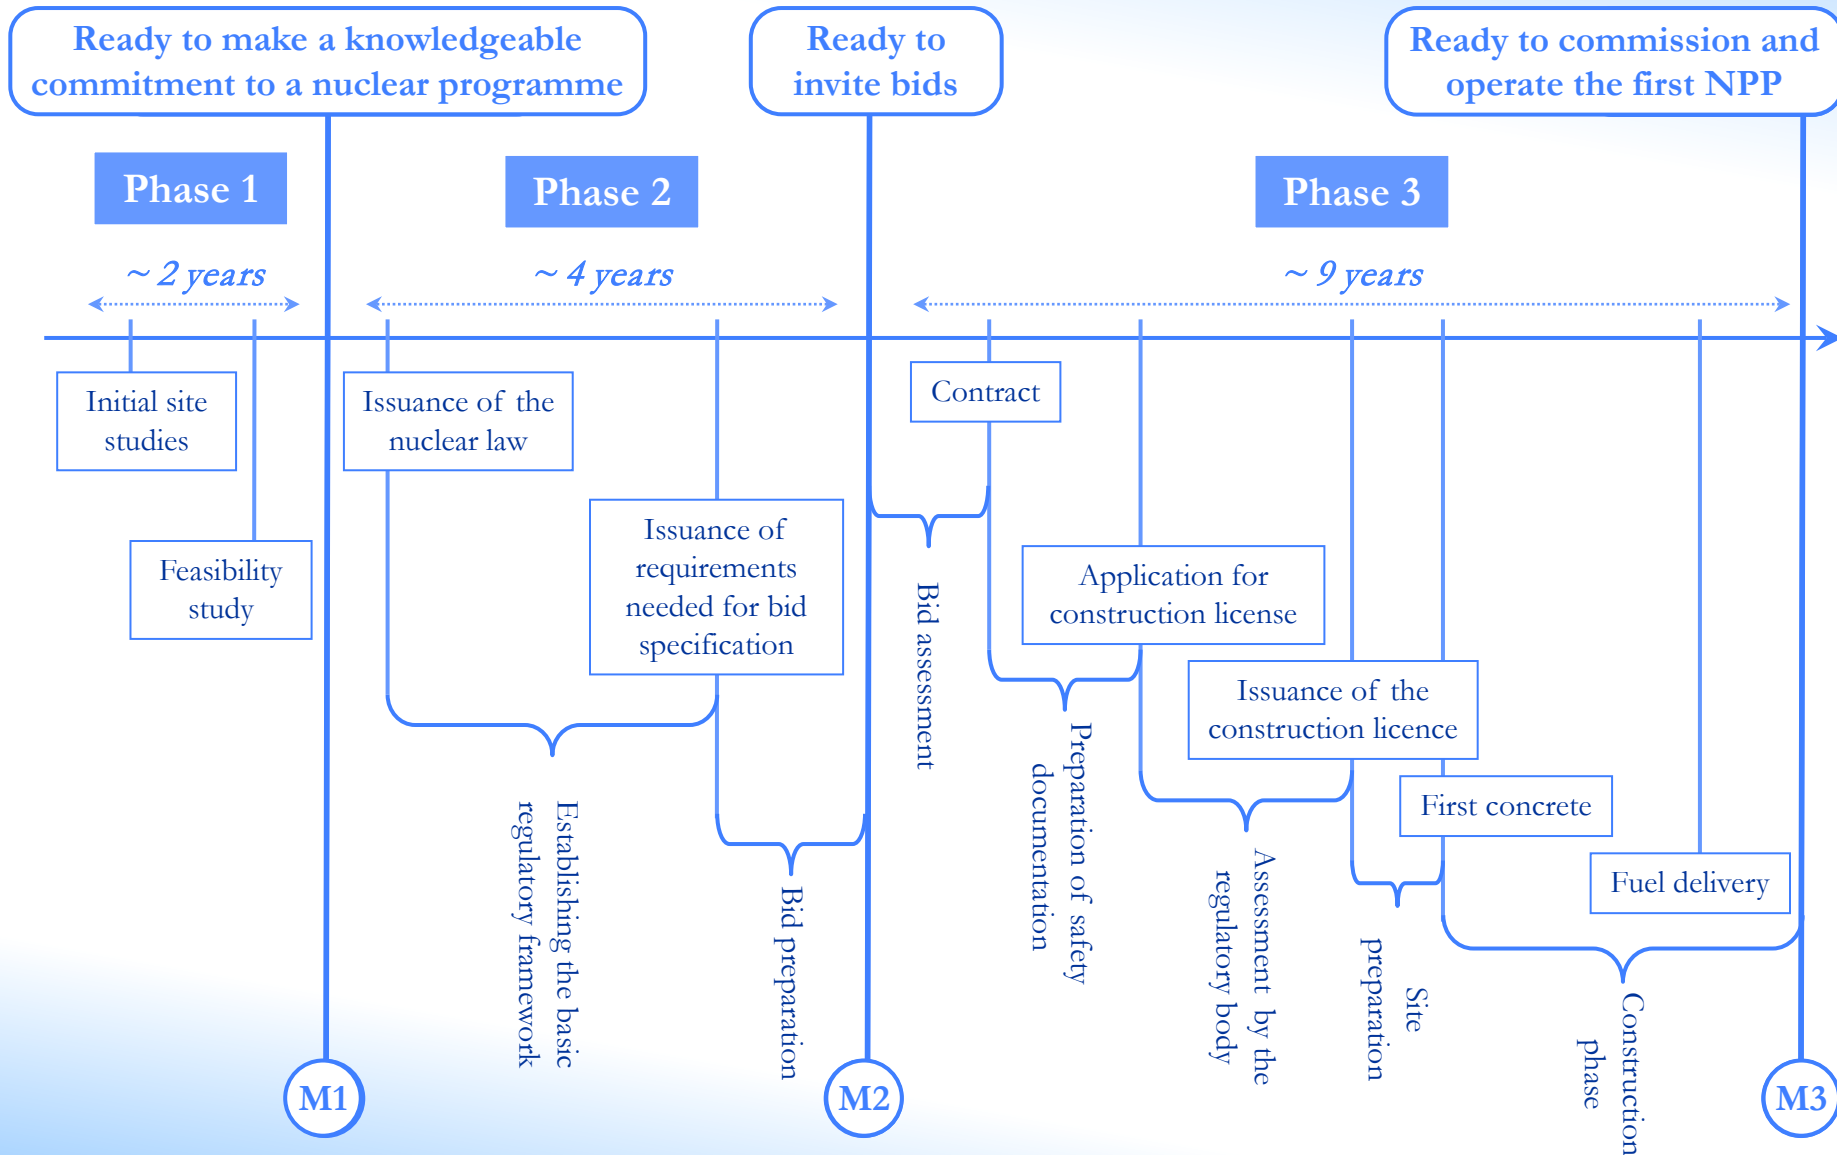 Ready to make a knowledgeable
commitment to a nuclear programme
Ready to
invite bids
Ready to commission and
operate the first NPP
Phase 1
Phase 2
Phase 3
~ 2 years
~ 4 years
~ 9 years
Initial site
studies
Feasibility
study
Issuance of the
nuclear law
Issuance of
requirements
needed for bid
specification
Contract
Application for
construction license
Issuance of the
construction licence
First concrete
Fuel delivery
Establishing the basic
regulatory framework
Bid preparation
Bid assessment
Preparation of safety
documentation
Assessment by the
regulatory body
Site
preparation
Construction
phase
M1
M2
M3